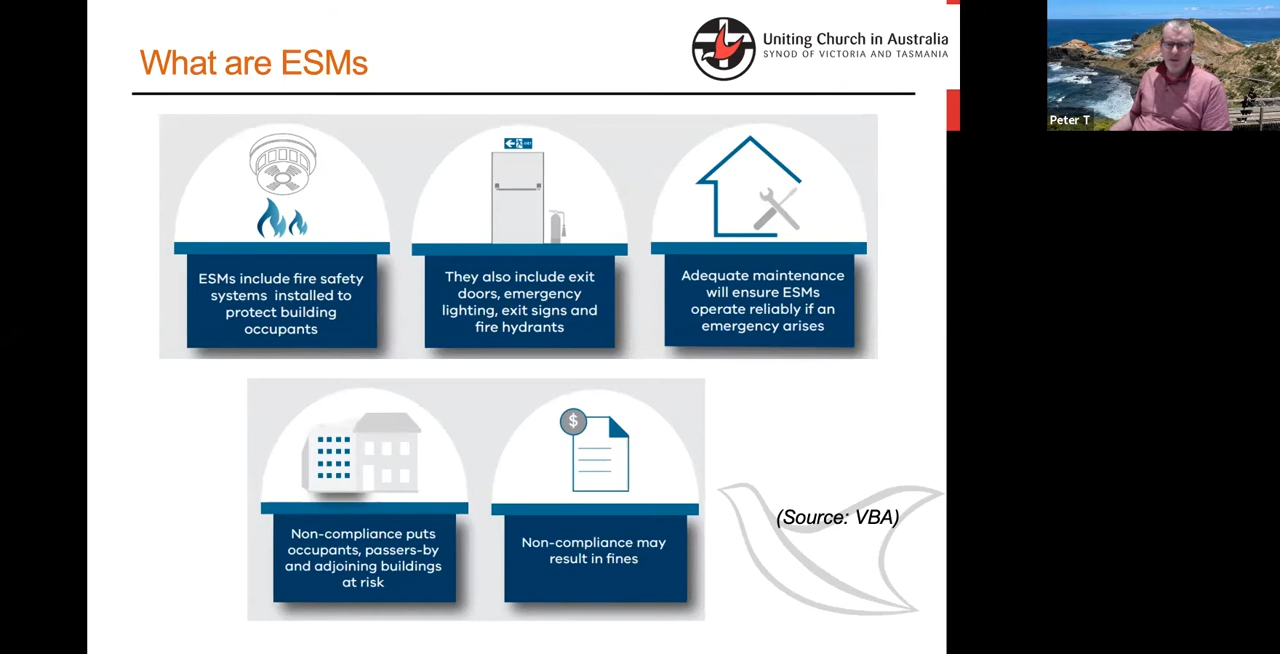 What are ESMs
Uniting Church in Australia
SYNOD OF VICTORIA AND TASMANIA
Peter T
ESMs include fire safety
systems installed to
protect building
occupants
They also include exit
doors, emergency
lighting, exit signs and
fire hydrants
Adequate maintenance
will ensure ESMs
operate reliably if an
emergency arises
$
Non-compliance puts
occupants, passers-by
and adjoining buildings
at risk
Non-compliance may
result in fines
(Source: VBA)